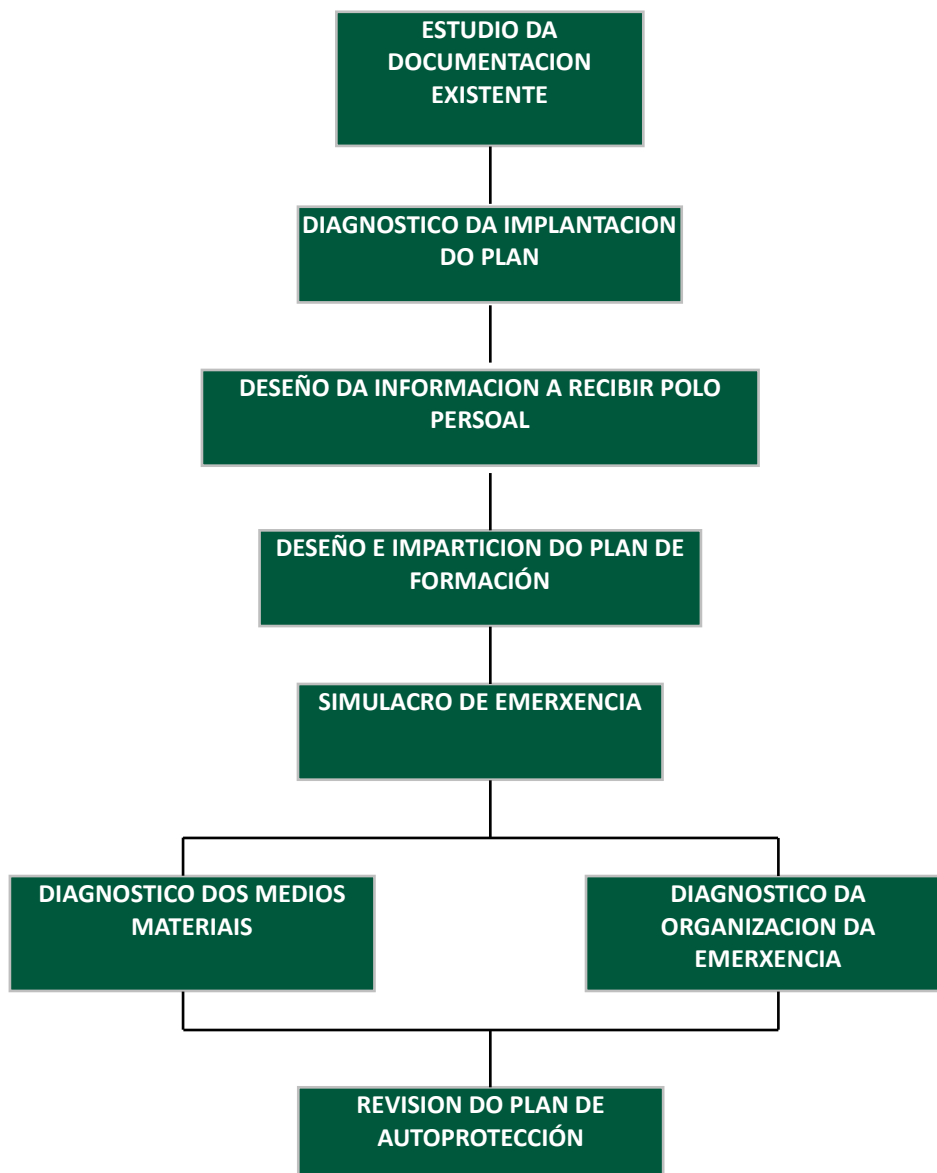 ESTUDIO DA
DOCUMENTACION
EXISTENTE
DIAGNOSTICO DA IMPLANTACION
DO PLAN
DESEÑO DA INFORMACION A RECIBIR POLO
PERSOAL
DESEÑO E IMPARTICION DO PLAN DE
FORMACIÓN
SIMULACRO DE EMERXENCIA
DIAGNOSTICO DOS MEDIOS
MATERIAIS
DIAGNOSTICO DA
ORGANIZACION DA
EMERXENCIA
REVISION DO PLAN DE
AUTOPROTECCIÓN